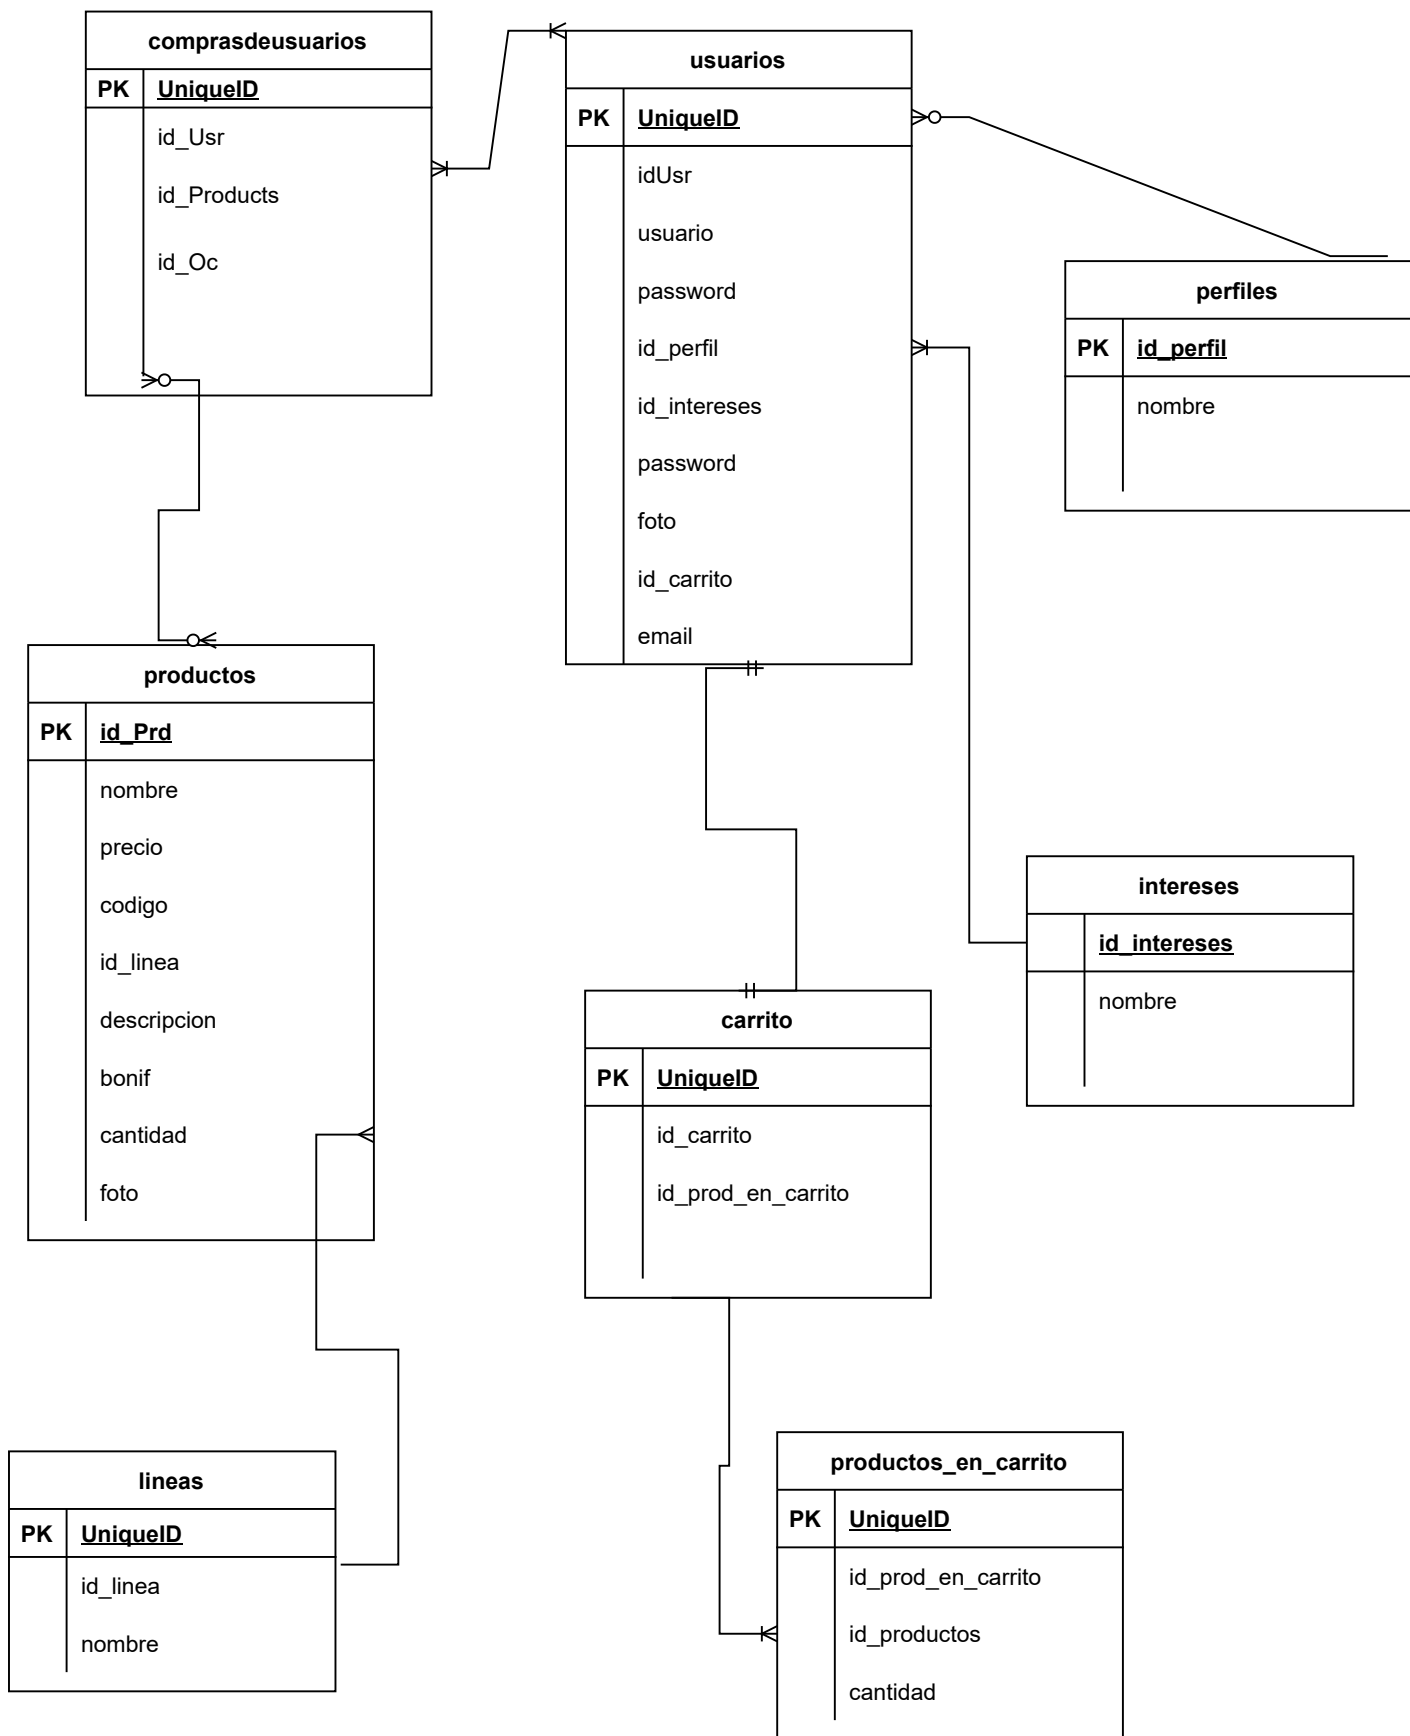 comprasdeusuarios
PK UniqueID
id_Usr
id_Products
id_Oc
usuarios
PK UniqueID
idUsr
usuario
password
id_perfil
id_intereses
password
foto
id_carrito
email
perfiles
PK id_perfil
nombre
productos
PK id_Prd
nombre
precio
codigo
id_linea
descripcion
bonif
cantidad
foto
intereses
id_intereses
nombre
carrito
PK UniqueID
id_carrito
id_prod_en_carrito
lineas
PK UniqueID
id_linea
nombre
productos_en_carrito
PK UniqueID
id_prod_en_carrito
id_productos
cantidad